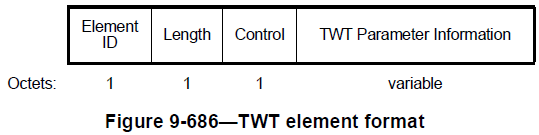 Element ID Length Control TWT Parameter Information
Octets: 1 1 1 variable
Figure 9-686—TWT element format